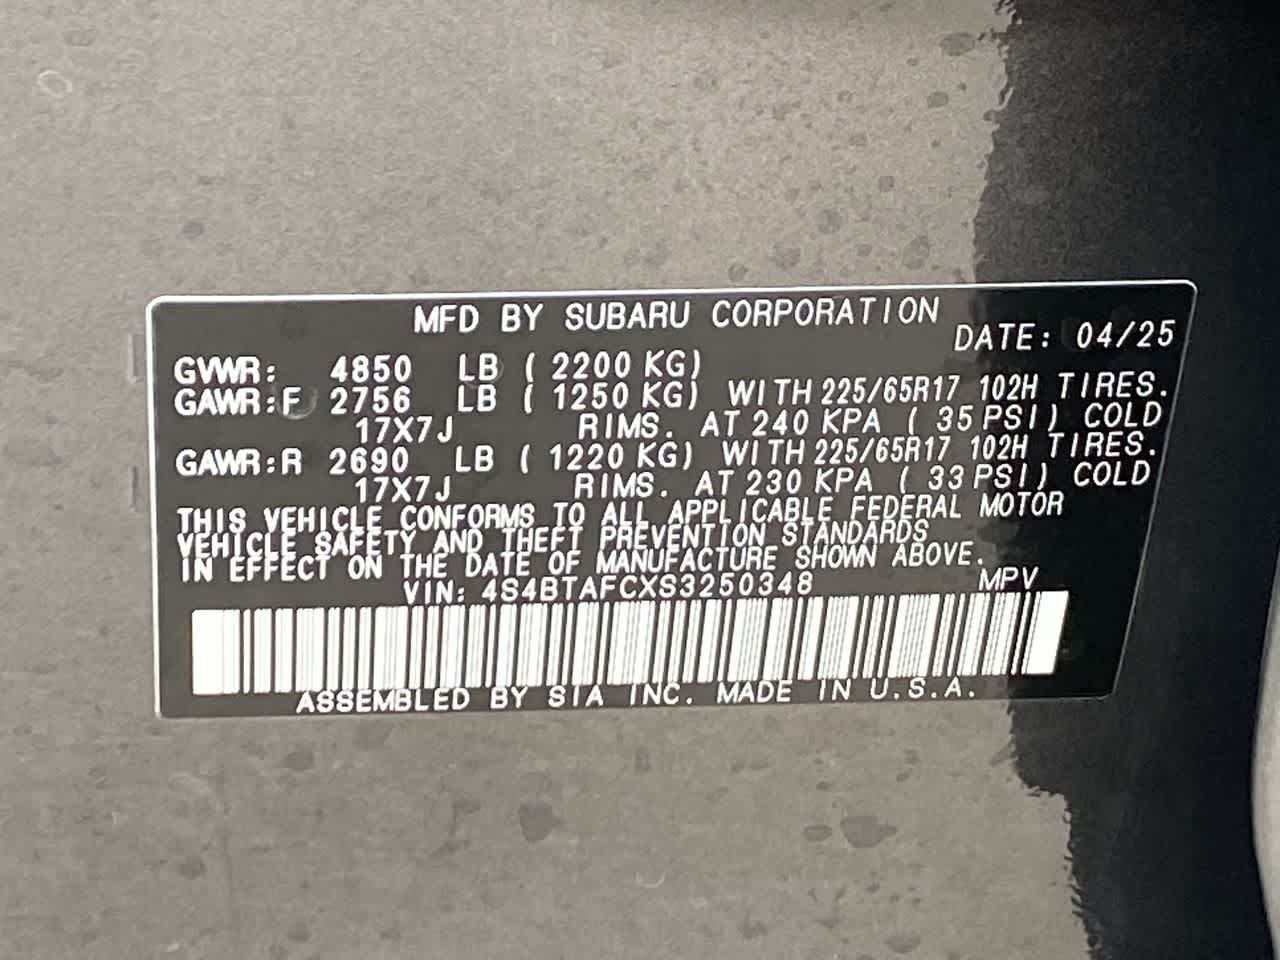 MFD BY SUBARU CORPORATION
DATE: 04/25
GVWR: 4850 LB ( 2200 KG)
GAWR:F 2756 LB ( 1250 KG) WITH 225/65R17 102H TIRES.
17X7J RIMS. AT 240 KPA ( 35 PSI) COLD
GAWR:R 2690 LB ( 1220 KG) WITH 225/65R17 102H TIRES.
17X7J RIMS. AT 230 KPA ( 33 PSI) COLD
THIS VEHICLE CONFORMS TO ALL APPLICABLE FEDERAL MOTOR
VEHICLE SAFETY AND THEFT PREVENTION STANDARDS
IN EFFECT ON THE DATE OF MANUFACTURE SHOWN ABOVE.
VIN: 4S4BTAFCXS3250348 MPV
ASSEMBLED BY SIA INC. MADE IN U.S.A.